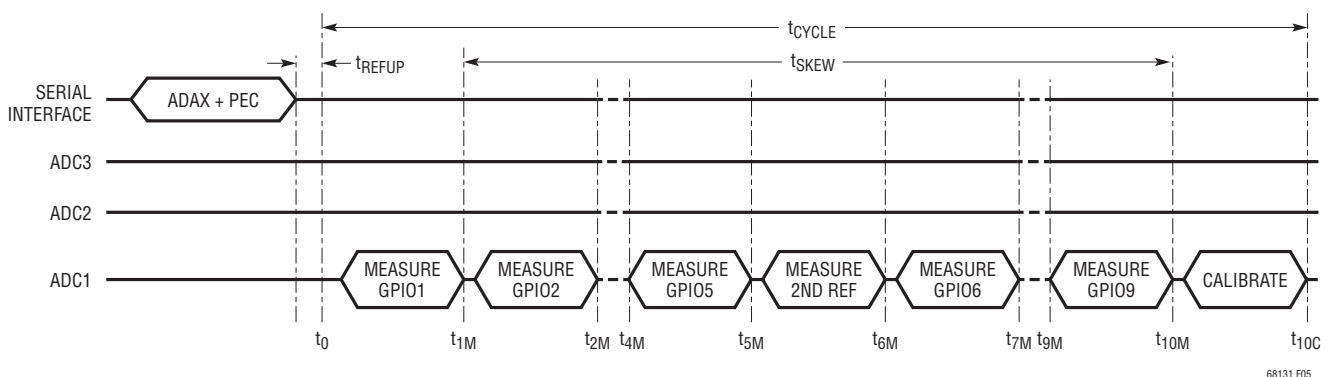 tCYCLE
tREFUP
tSKEW
SERIAL
INTERFACE
ADAX + PEC
ADC3
ADC2
ADC1
MEASURE
GPIO1
MEASURE
GPIO2
MEASURE
GPIO5
MEASURE
2ND REF
MEASURE
GPIO6
MEASURE
GPIO9
CALIBRATE
t0
t1M
t2M
t4M
t5M
t6M
t7M
t9M
t10M
t10C
68131 F05